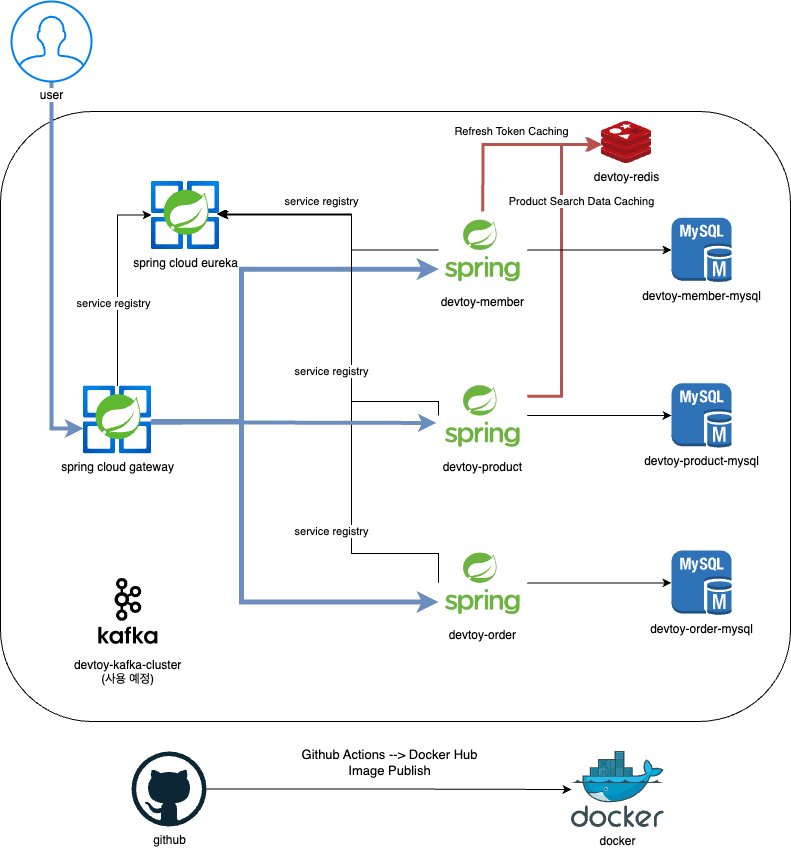 user
Refresh Token Caching
devtoy-redis
service registry
Product Search Data Caching
MySQL
M
spring cloud eureka
spring
devtoy-member
devtoy-member-mysql
service registry
service registry
MySQL
M
spring
spring cloud gateway
devtoy-product
devtoy-product-mysql
service registry
MySQL
M
spring
kafka
devtoy-order
devtoy-order-mysql
devtoy-kafka-cluster
(사용 예정)
Github Actions --> Docker Hub
Image Publish
docker
github
docker